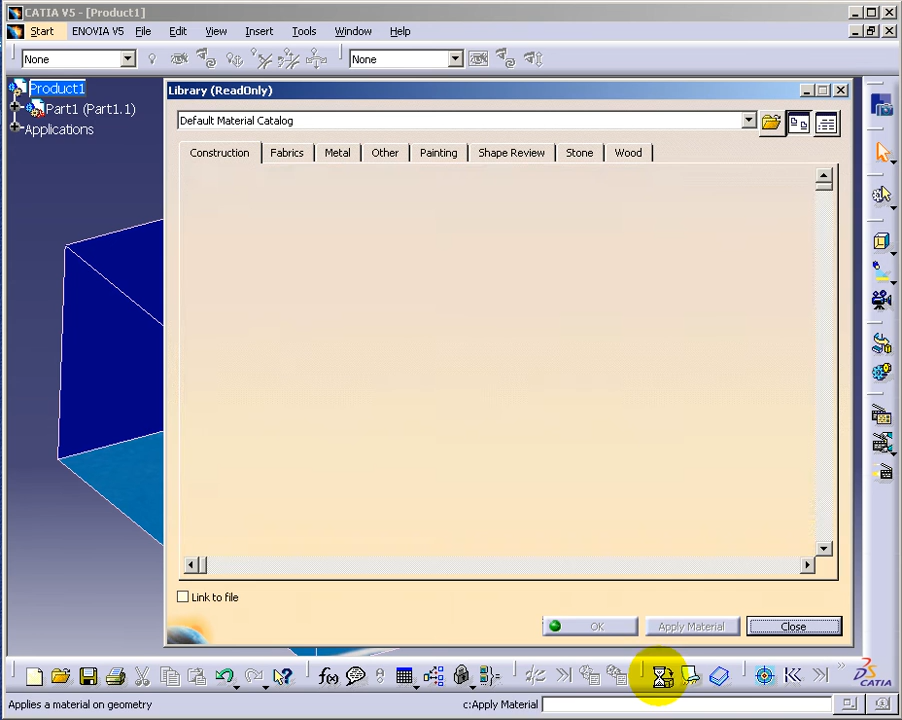 CATIA V5 - [Product1]
Start ENOVIA V5 File Edit View Insert Tools Window Help
None None
Product1
Part1 (Part1.1)
Applications
Library (ReadOnly)
Default Material Catalog
Construction Fabrics Metal Other Painting Shape Review Stone Wood
Link to file
OK Apply Material Close
f(x)
CATIA
Applies a material on geometry c:Apply Material